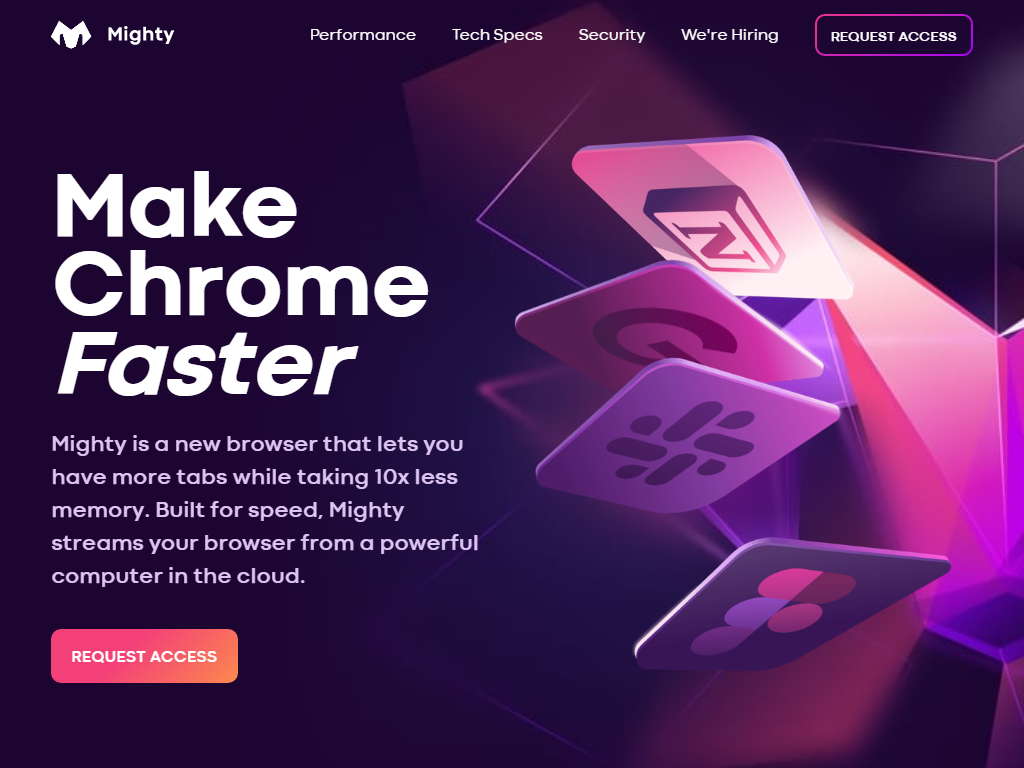 Mighty
Performance
Tech Specs
Security
We're Hiring
REQUEST ACCESS
Make
Chrome
Faster
Mighty is a new browser that lets you
have more tabs while taking 10x less
memory. Built for speed, Mighty
streams your browser from a powerful
computer in the cloud.
REQUEST ACCESS
N
G